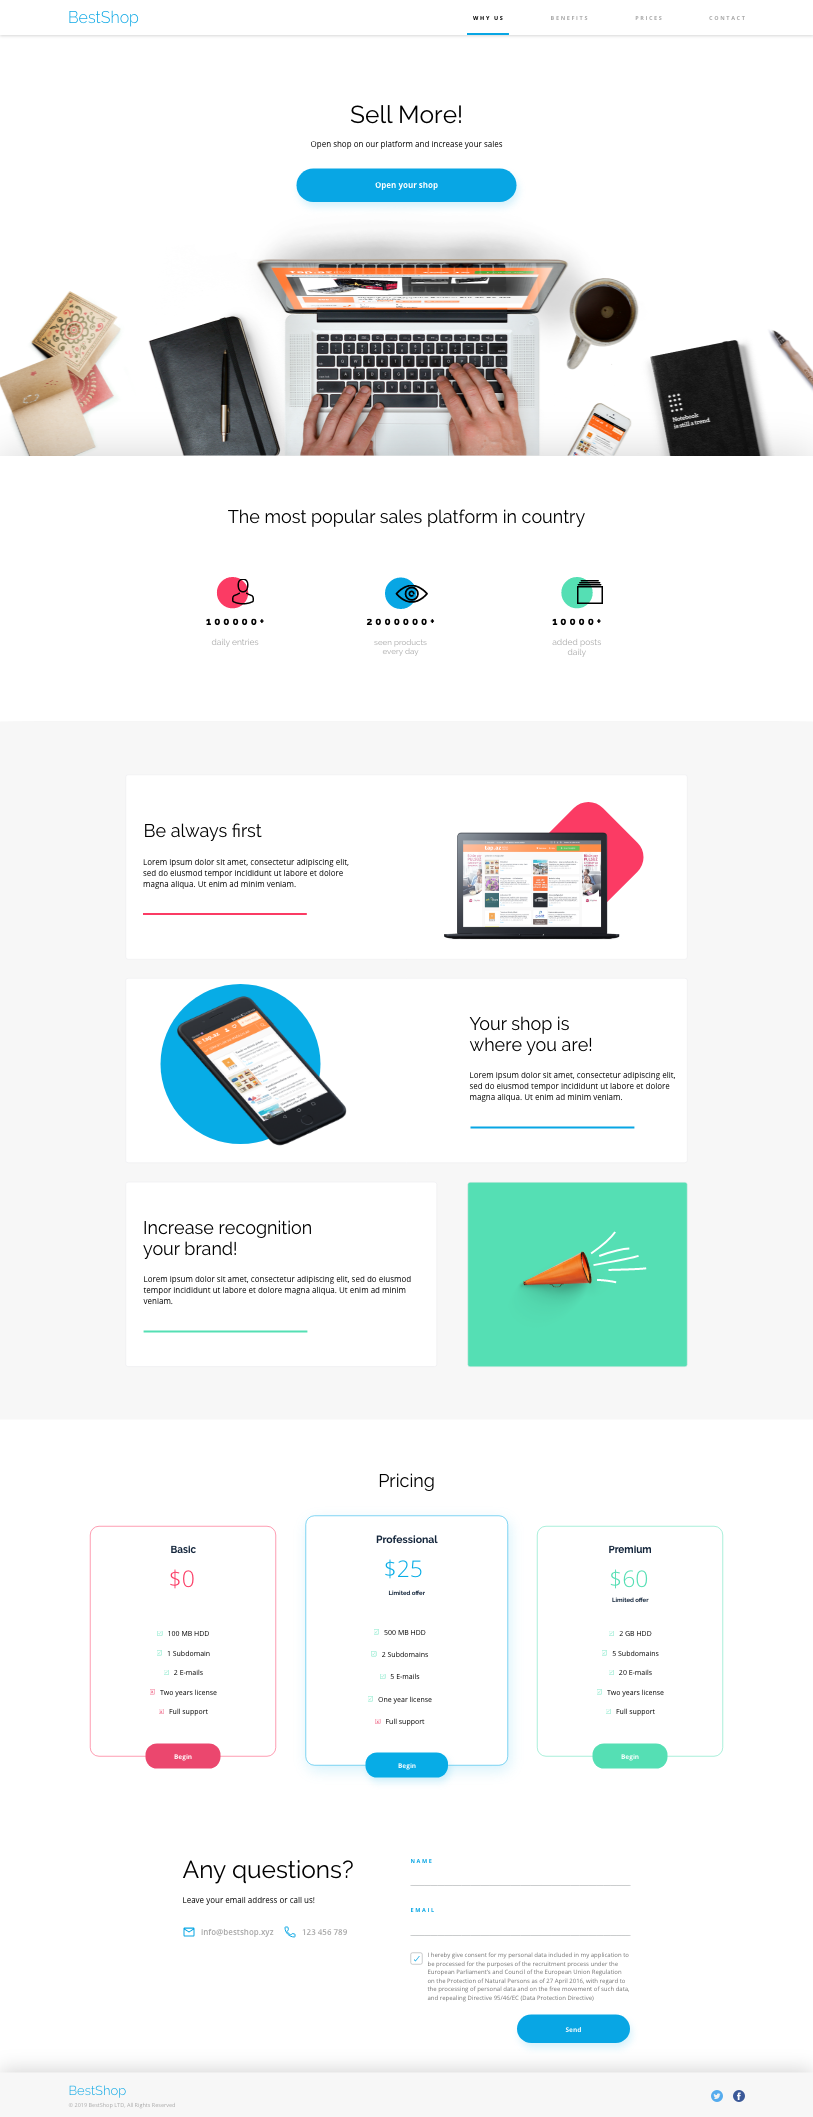 BestShop
WHY US
BENEFITS
PRICES
CONTACT
Sell More!
Open shop on our platform and increase your sales
Open your shop
Notebook
is still a trend
The most popular sales platform in country
100000+
2000000+
10000+
daily entries
seen products
every day
added posts
daily
Be always first
Lorem ipsum dolor sit amet, consectetur adipiscing elit,
sed do eiusmod tempor incididunt ut labore et dolore
magna aliqua. Ut enim ad minim veniam.
tap.az
Your shop is
where you are!
Lorem ipsum dolor sit amet, consectetur adipiscing elit,
sed do eiusmod tempor incididunt ut labore et dolore
magna aliqua. Ut enim ad minim veniam.
tap.az
Increase recognition
your brand!
Lorem ipsum dolor sit amet, consectetur adipiscing elit, sed do eiusmod
tempor incididunt ut labore et dolore magna aliqua. Ut enim ad minim
veniam.
Pricing
Basic
$0
100 MB HDD
1 Subdomain
2 E-mails
Two years license
Full support
Begin
Professional
$25
Limited offer
500 MB HDD
2 Subdomains
5 E-mails
One year license
Full support
Begin
Premium
$60
Limited offer
2 GB HDD
5 Subdomains
20 E-mails
Two years license
Full support
Begin
Any questions?
Leave your email address or call us!
info@bestshop.xyz
123 456 789
NAME
EMAIL
I hereby give consent for my personal data included in my application to
be processed for the purposes of the recruitment process under the
European Parliament's and Council of the European Union Regulation
on the Protection of Natural Persons as of 27 April 2016, with regard to
the processing of personal data and on the free movement of such data,
and repealing Directive 95/46/EC (Data Protection Directive)
Send
BestShop
© 2019 BestShop LTD, All Rights Reserved